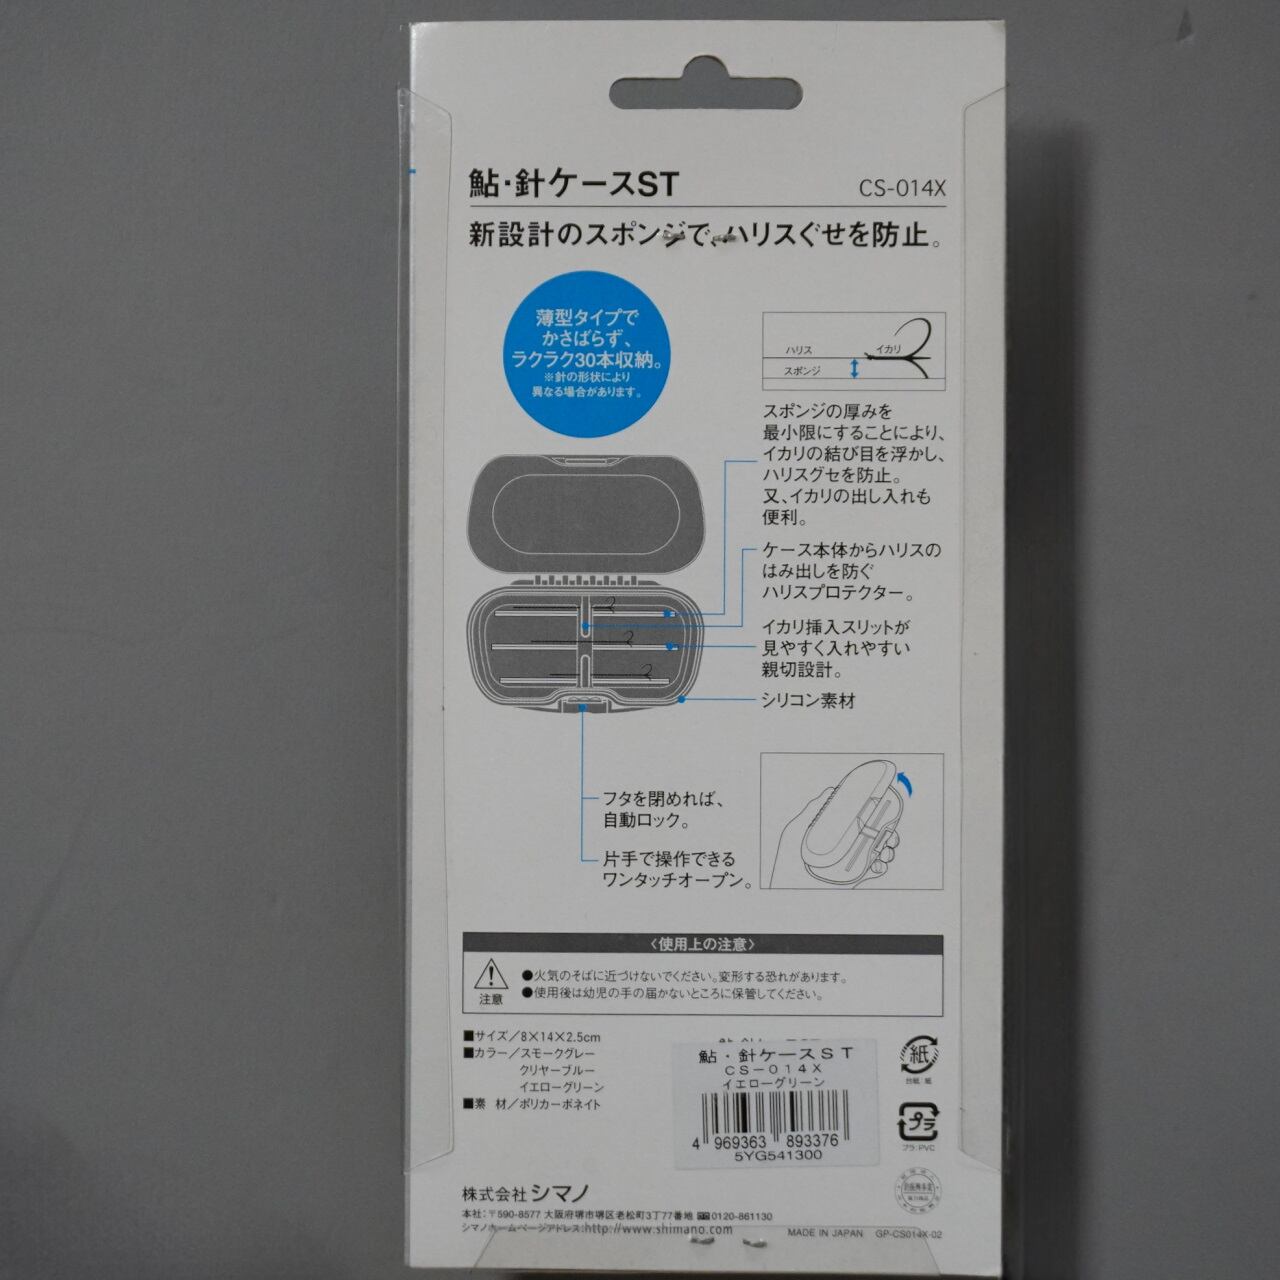 鮎・針ケースST
CS-014X
新設計のスポンジで、ハリスぐせを防止。
薄型タイプで
かさばらず、
ラクラク30本収納。
※針の形状により
異なる場合があります。
ハリス
イカリ
スポンジ
スポンジの厚みを
最小限にすることにより、
イカリの結び目を浮かし、
ハリスグセを防止。
又、イカリの出し入れも
便利。
ケース本体からハリスの
はみ出しを防ぐ
ハリスプロテクター。
イカリ挿入スリットが
見やすく入れやすい
親切設計。
シリコン素材
フタを閉めれば、
自動ロック。
片手で操作できる
ワンタッチオープン。
〈使用上の注意〉
注意
●火気のそばに近づけないでください。変形する恐れがあります。
●使用後は幼児の手の届かないところに保管してください。
■サイズ／8×14×2.5cm
■カラー／スモークグレー
クリヤーブルー
イエローグリーン
■素 材／ポリカーボネイト
鮎・針ケースST
CS-014X
イエローグリーン
4 969363 893376
5YG541300
紙
台紙:紙
プラ
プラ:PVC
株式会社シマノ
本社:〒590-8577 大阪府堺市堺区老松町3丁77番地 0120-861130
シマノホームページアドレス:http://www.shimano.com
MADE IN JAPAN GP-CS014X-02